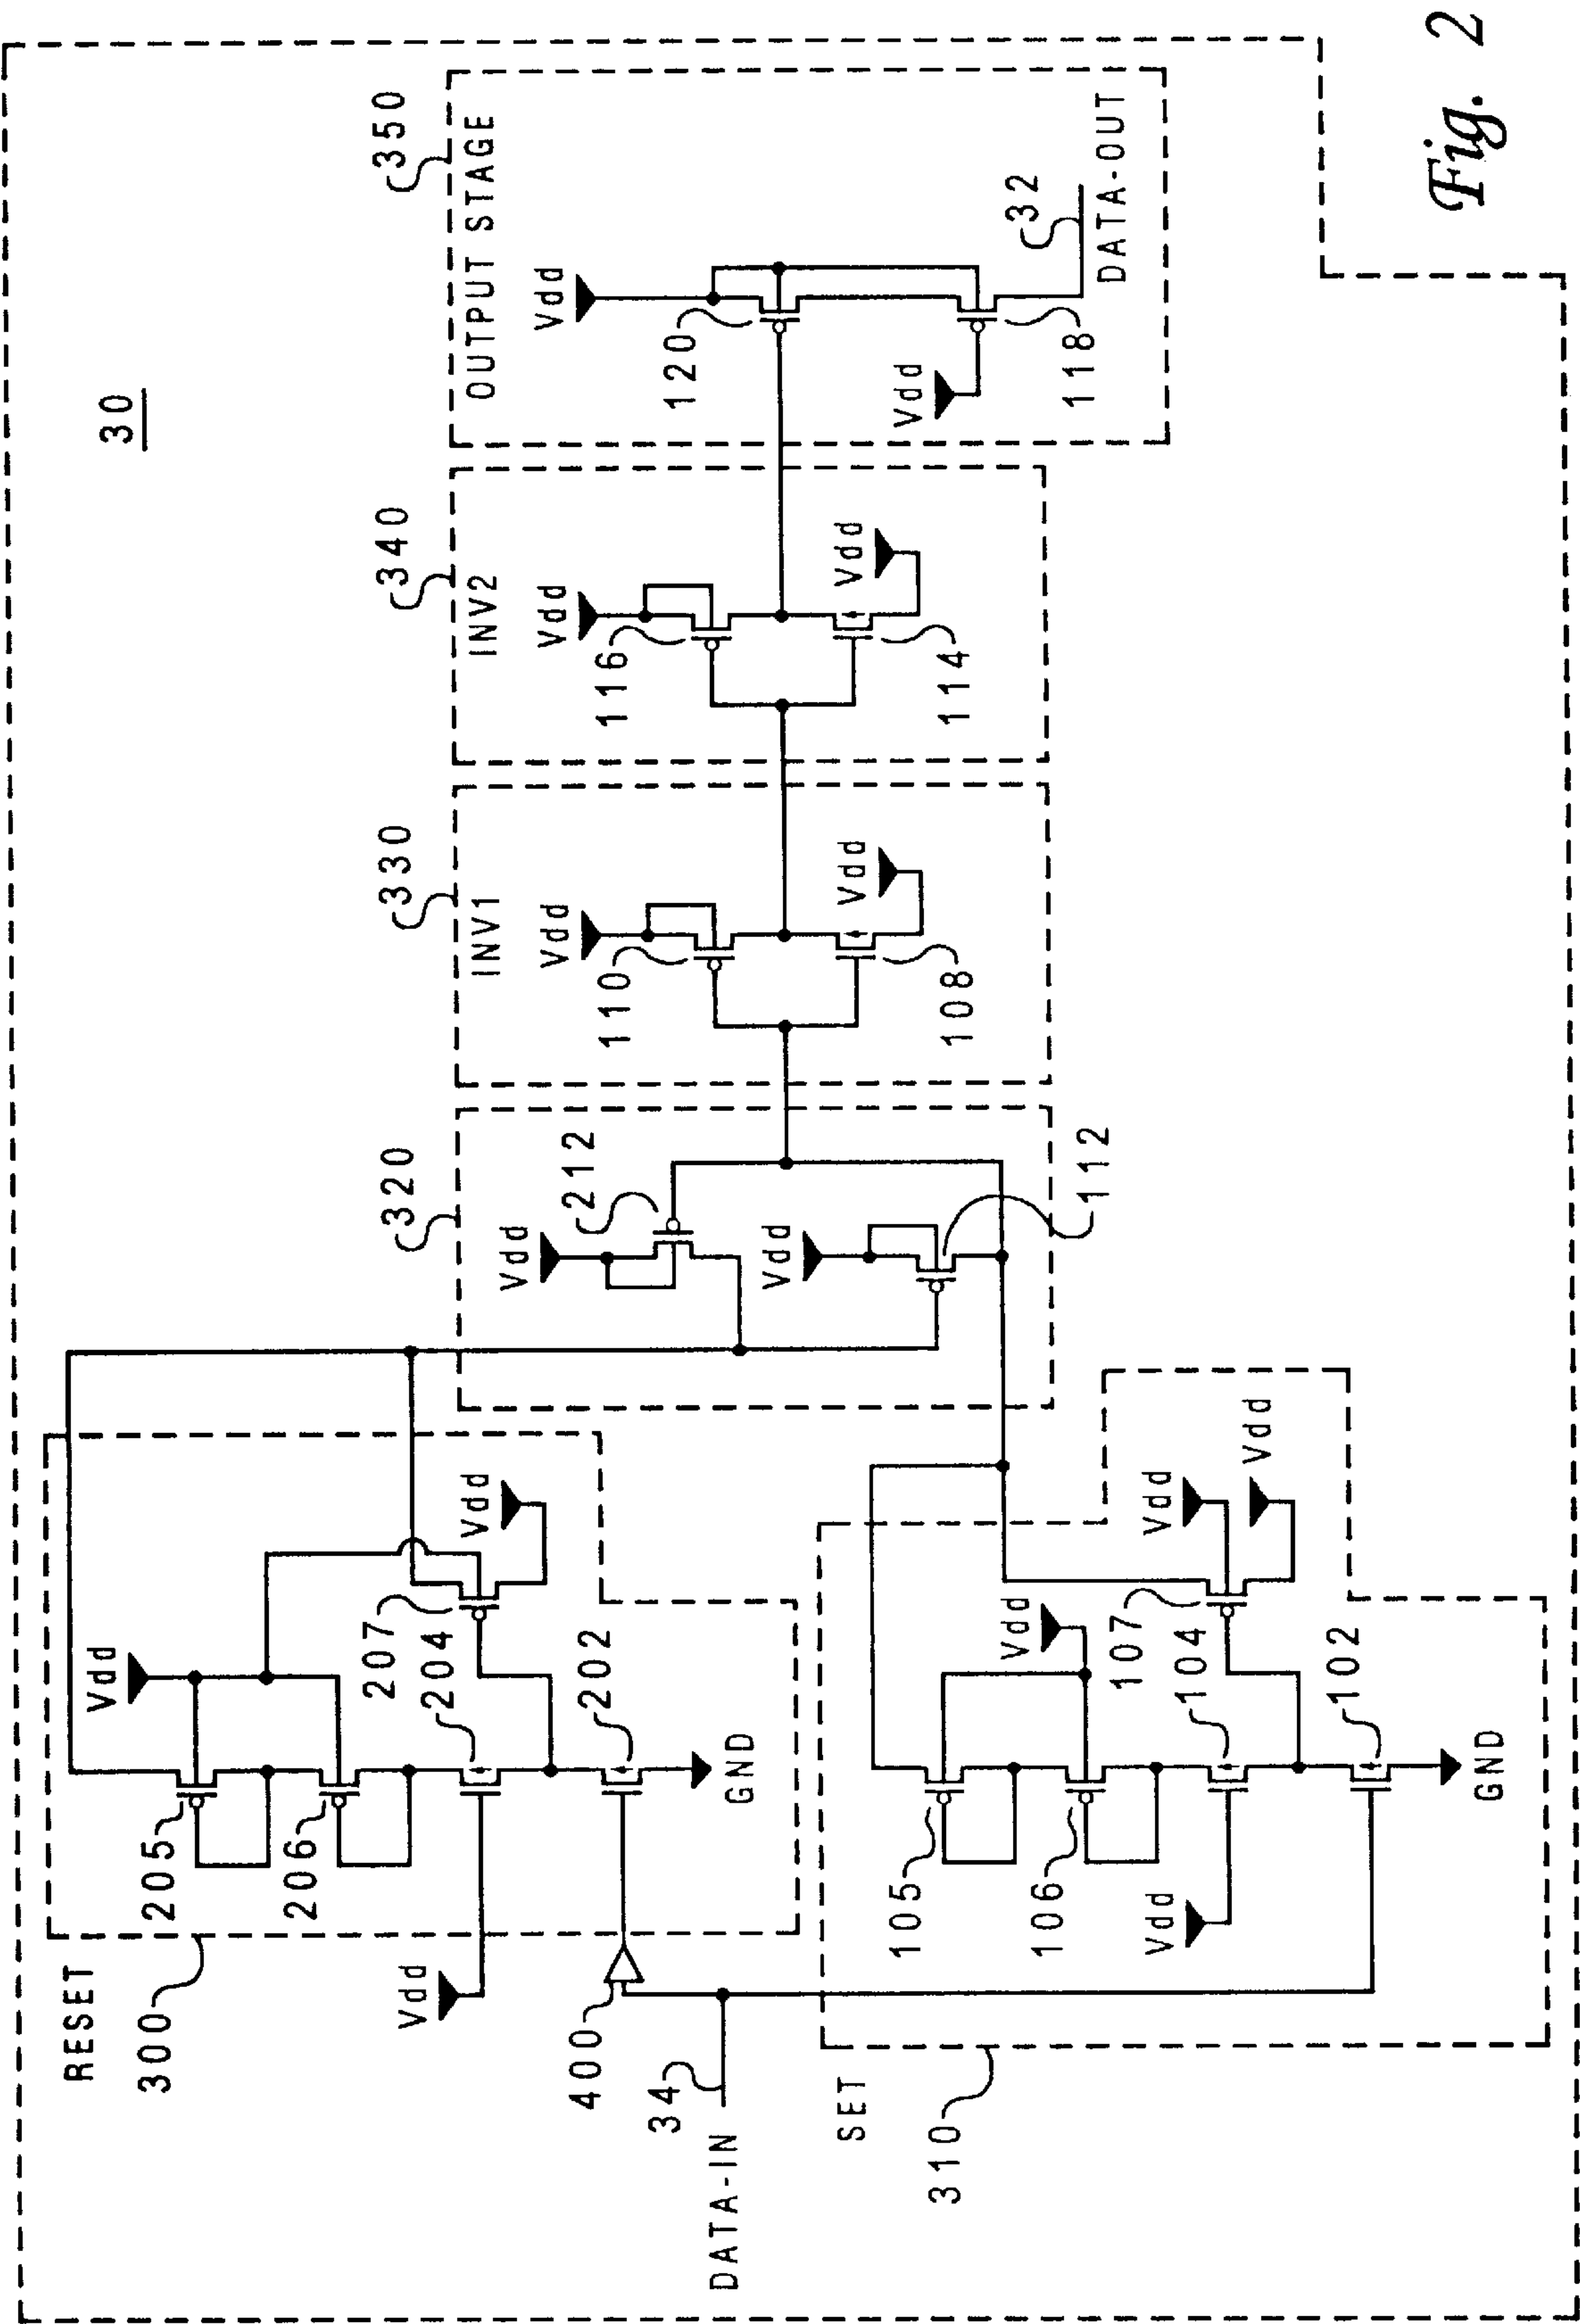 30
RESET
300
Vdd
205
206
207
204
202
Vdd
Vdd
GND
400
34
DATA-IN
SET
310
105
106
Vdd
Vdd
107
104
102
Vdd
Vdd
GND
320
Vdd
212
Vdd
112
330
INV1
Vdd
110
Vdd
108
340
INV2
Vdd
116
Vdd
114
350
OUTPUT STAGE
Vdd
120
Vdd
118
32
DATA-OUT
Fig. 2